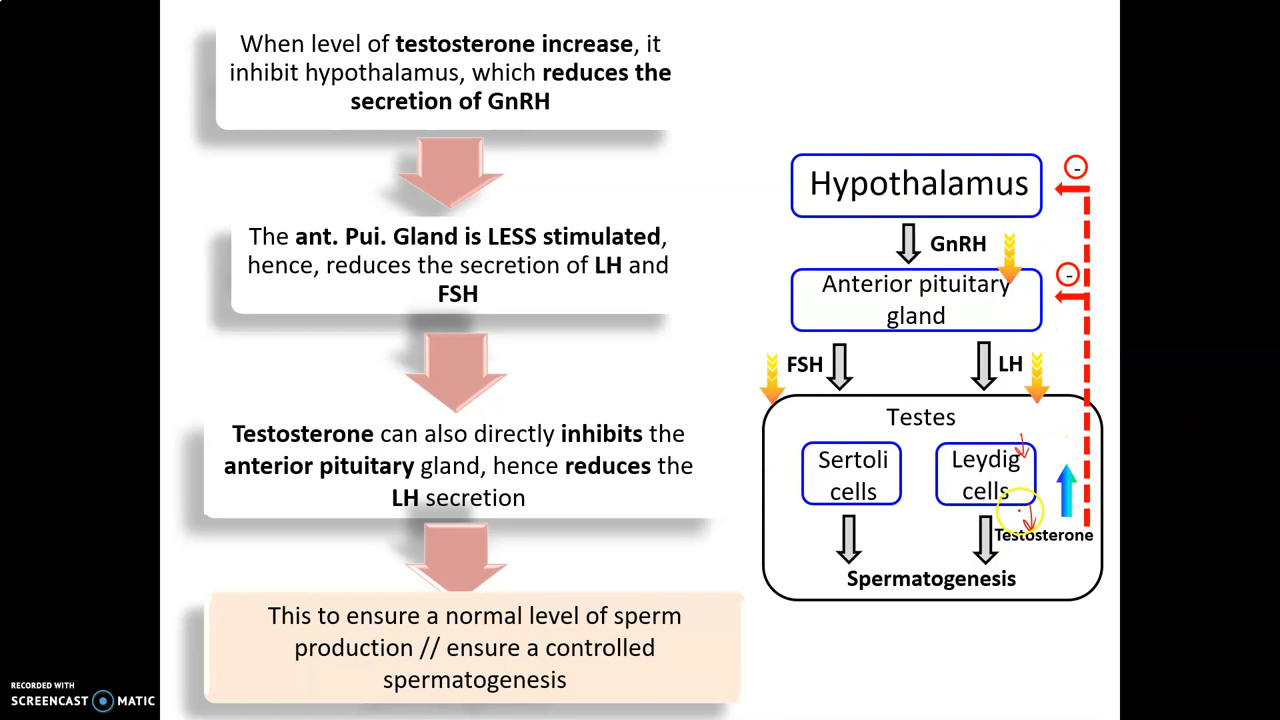 When level of testosterone increase, it
inhibit hypothalamus, which reduces the
secretion of GnRH
The ant. Pui. Gland is LESS stimulated,
hence, reduces the secretion of LH and
FSH
Testosterone can also directly inhibits the
anterior pituitary gland, hence reduces the
LH secretion
This to ensure a normal level of sperm
production // ensure a controlled
spermatogenesis
-
Hypothalamus
GnRH
-
Anterior pituitary
gland
FSH
LH
Testes
Sertoli
cells
Leydig
cells
Testosterone
Spermatogenesis
RECORDED WITH
SCREENCAST MATIC